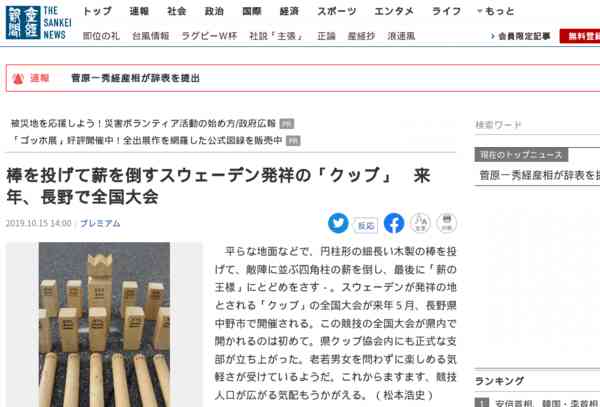 産経新聞
THE SANKEI NEWS
トップ 速報 社会 政治 国際 経済 スポーツ エンタメ ライフ もっと
即位の礼 台風情報 ラグビーW杯 社説「主張」 正論 産経抄 浪速風
会員限定記事 無料登録
速報 菅原一秀経産相が辞表を提出
被災地を応援しよう！災害ボランティア活動の始め方/政府広報 PR
「ゴッホ展」好評開催中！全出展作を網羅した公式図録を販売中 PR
棒を投げて薪を倒すスウェーデン発祥の「クッブ」　来
年、長野で全国大会
2019.10.15 14:00 プレミアム
反応
文字
印刷
　平らな地面などで、円柱形の細長い木製の棒を投
げて、敵陣に並ぶ四角柱の薪を倒し、最後に「薪の
王様」にとどめをさす－。スウェーデンが発祥の地
とされる「クッブ」の全国大会が来年５月、長野県
中野市で開催される。この競技の全国大会が県内で
開かれるのは初めて。県クッブ協会内にも正式な支
部が立ち上がった。老若男女を問わずに楽しめる気
軽さが受けているようだ。これからますます、競技
人口が広がる気配もうかがえる。（松本浩史）
検索ワード
現在のトップニュース
菅原一秀経産相が辞表を提
ランキング
1 安倍首相、韓国・李首相